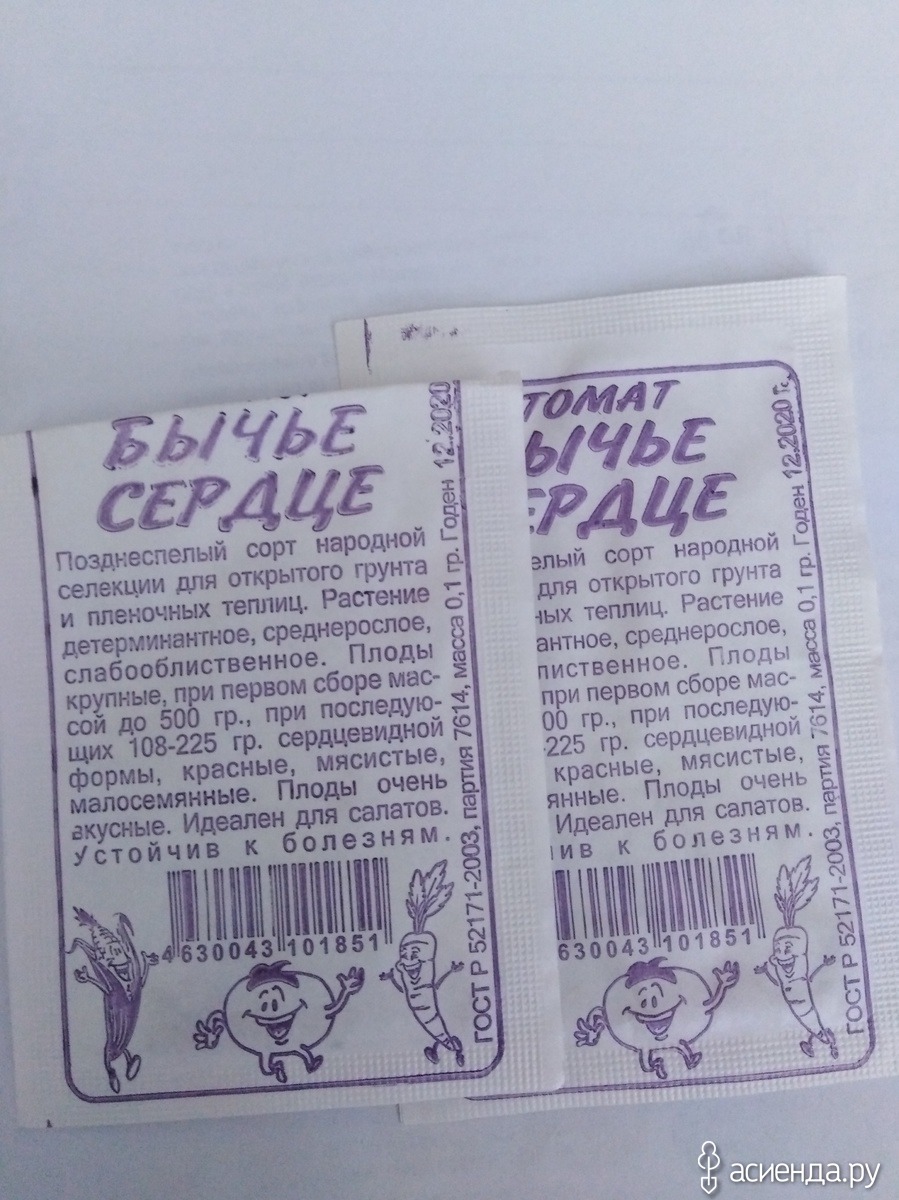 БЫЧЬЕ
СЕРДЦЕ
Позднеспелый сорт народной
селекции для открытого грунта
и пленочных теплиц. Растение
детерминантное, среднерослое,
слабооблиственное. Плоды
крупные, при первом сборе мас-
сой до 500 гр., при последую-
щих 108-225 гр. сердцевидной
формы, красные, мясистые,
малосемянные. Плоды очень
вкусные. Идеален для салатов.
Устойчив к болезням.
4 630043 101851
ГОСТ Р 52171-2003, партия 7614, масса 0,1 гр. Годен 12.2020
ТОМАТ
ЫЧЬЕ
ЕРДЦЕ
елый сорт народной
для открытого грунта
ных теплиц. Растение
антное, среднерослое,
лиственное. Плоды
при первом сборе мас-
00 гр., при последую-
-225 гр. сердцевидной
красные, мясистые,
янные. Плоды очень
Идеален для салатов.
ив к болезням.
630043 101851
ГОСТ Р 52171-2003, партия 7614, масса 0,1 гр. Годен 12.2020 г.
асиенда.ру